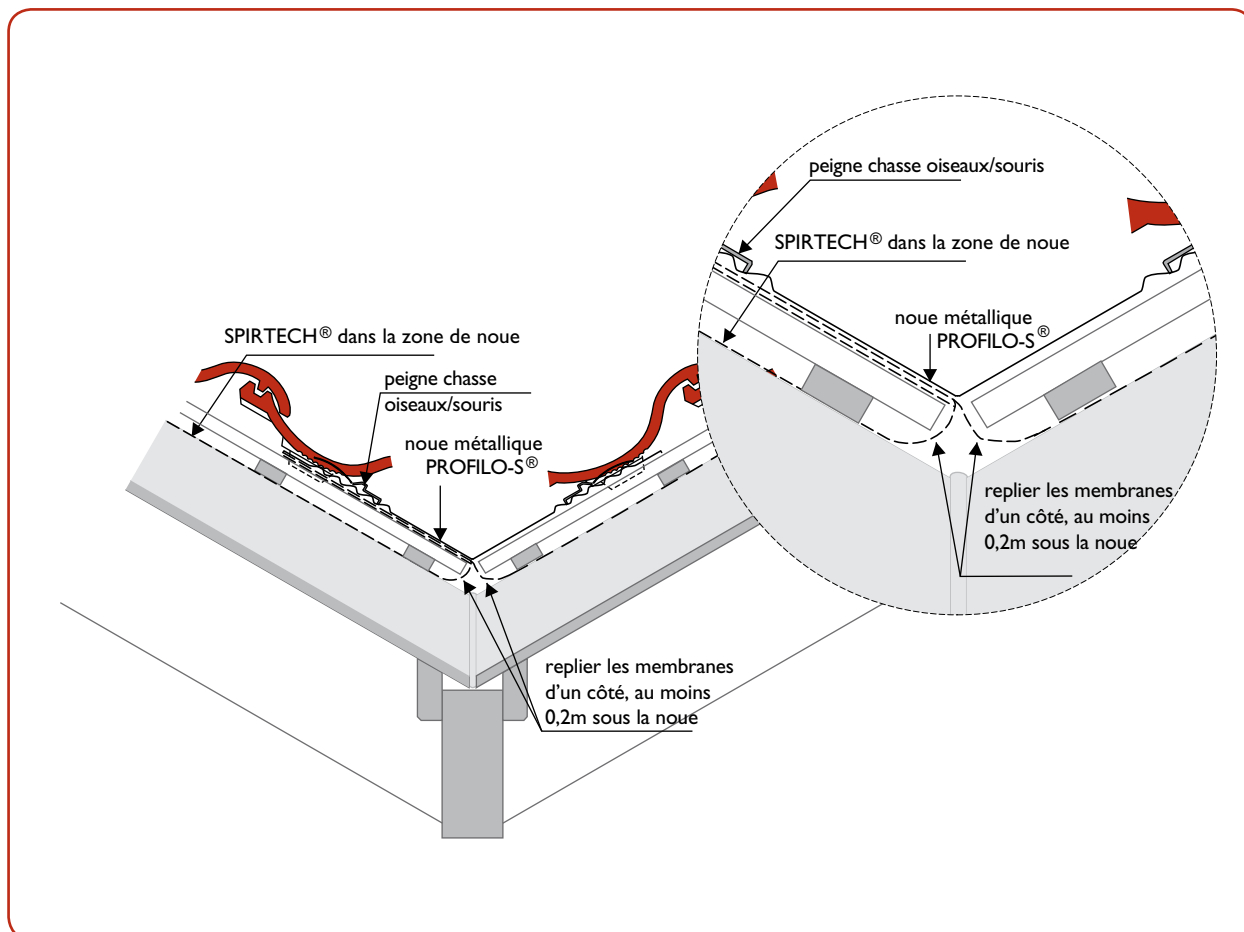 peigne chasse oiseaux/souris
SPIRTECH® dans la zone de noue
noue métallique
PROFILO-S®
replier les membranes
d'un côté, au moins
0,2m sous la noue
SPIRTECH® dans la zone de noue
peigne chasse
oiseaux/souris
noue métallique
PROFILO-S®
replier les membranes
d'un côté, au moins
0,2m sous la noue